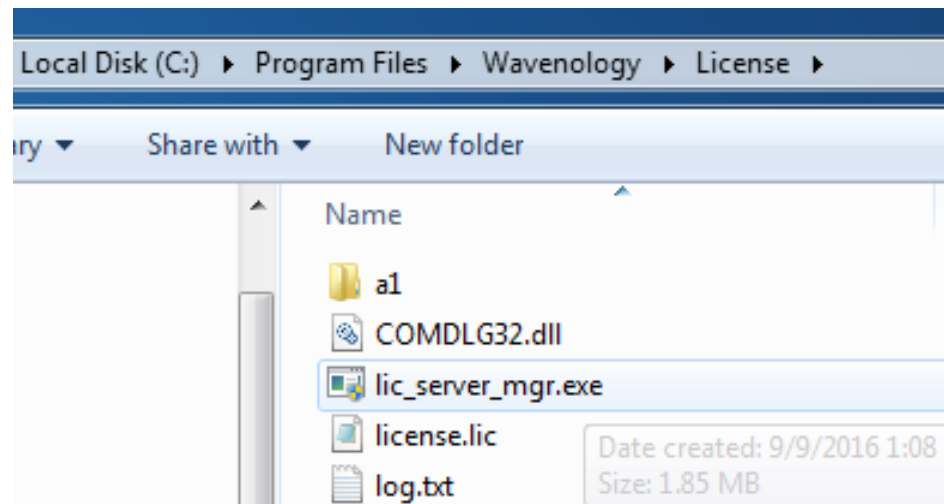 Local Disk (C:) Program Files Wavenology License
Share with New folder
Name
a1
COMDLG32.dll
lic_server_mgr.exe
license.lic
Date created: 9/9/2016 1:08
log.txt
Size: 1.85 MB